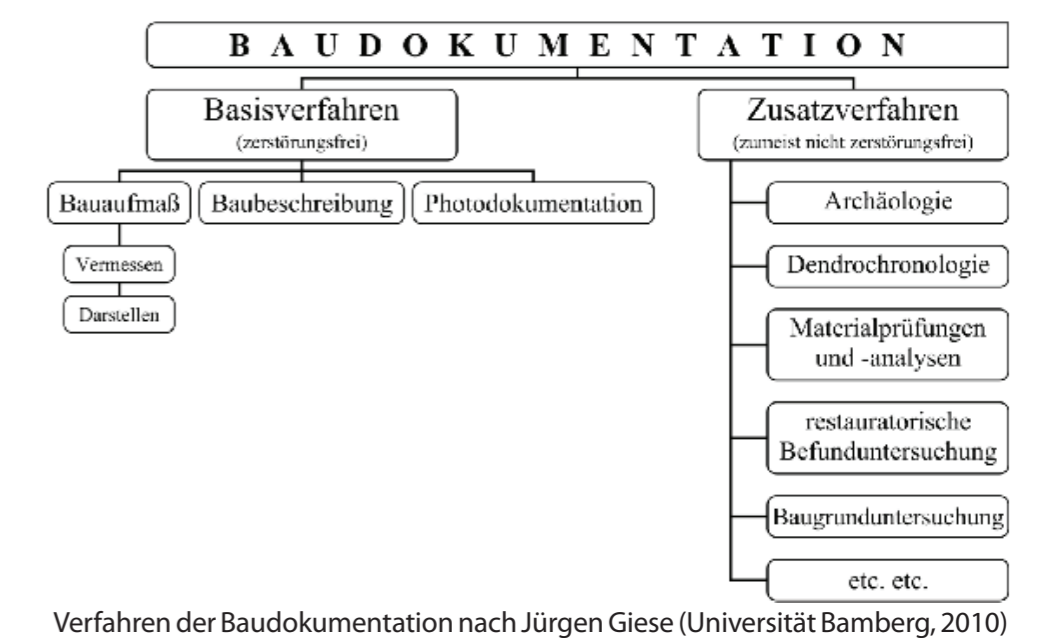 B A U D O K U M E N T A T I O N
Basisverfahren
(zerstörungsfrei)
Bauaufmaß
Baubeschreibung
Photodokumentation
Vermessen
Darstellen
Zusatzverfahren
(zumeist nicht zerstörungsfrei)
Archäologie
Dendrochronologie
Materialprüfungen
und -analysen
restauratorische
Befunduntersuchung
Baugrunduntersuchung
etc. etc.
Verfahren der Baudokumentation nach Jürgen Giese (Universität Bamberg, 2010)